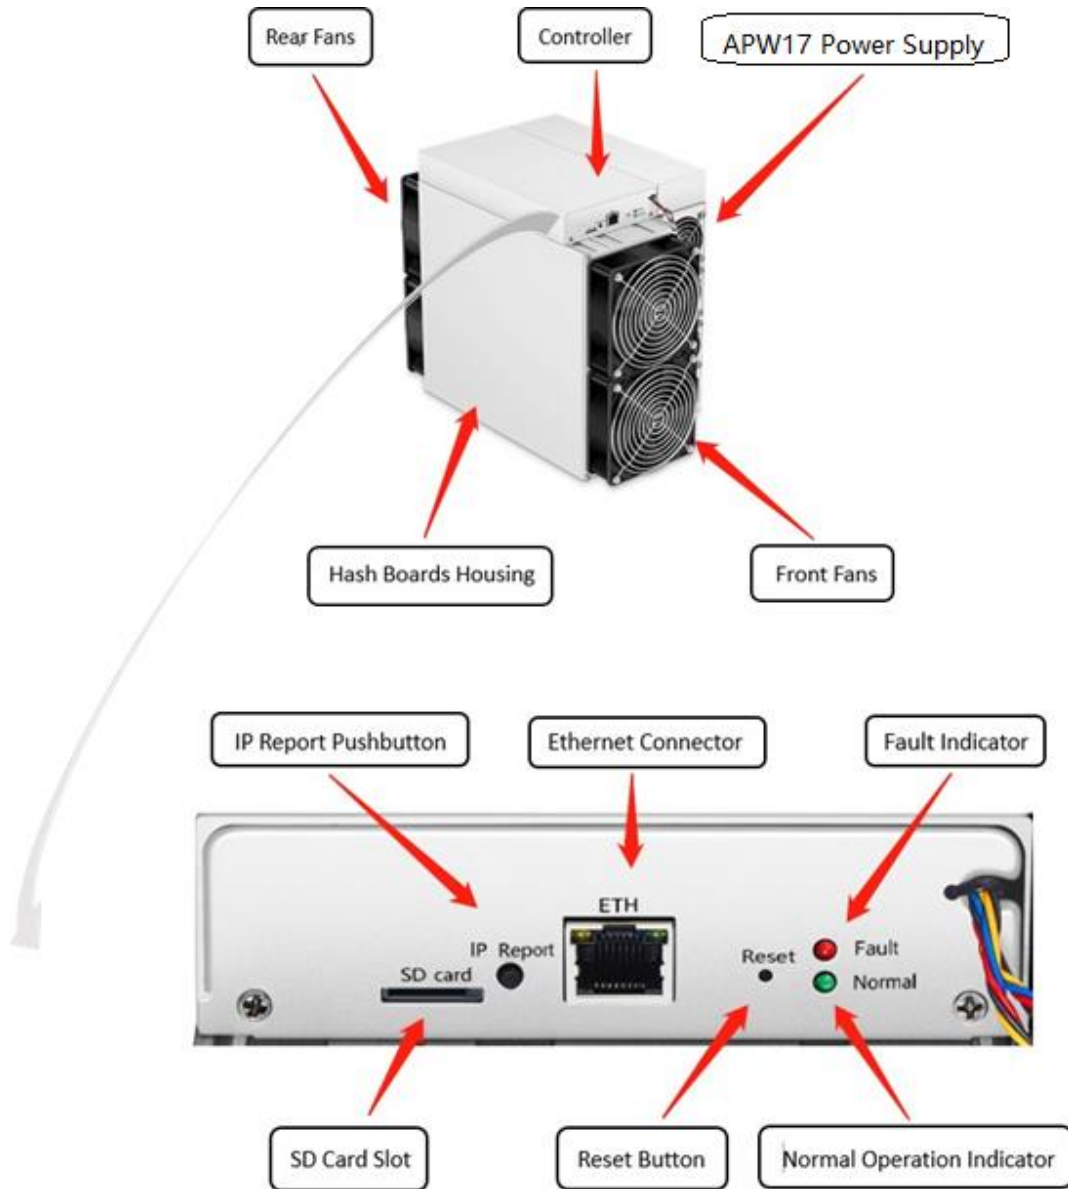 Rear Fans
Controller
APW17 Power Supply
Hash Boards Housing
Front Fans
IP Report Pushbutton
Ethernet Connector
Fault Indicator
ETH
IP Report
SD card
Reset
Fault
Normal
SD Card Slot
Reset Button
Normal Operation Indicator